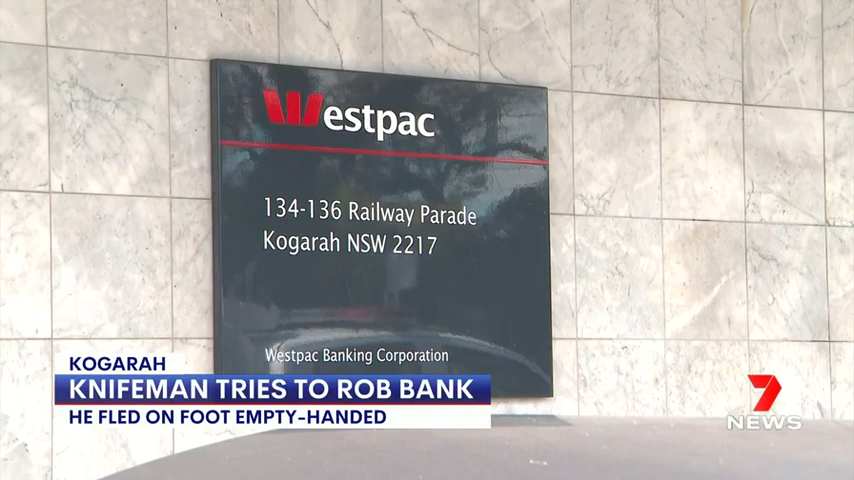 Westpac
134-136 Railway Parade
Kogarah NSW 2217
Westpac Banking Corporation
KOGARAH
KNIFEMAN TRIES TO ROB BANK
HE FLED ON FOOT EMPTY-HANDED
7
NEWS